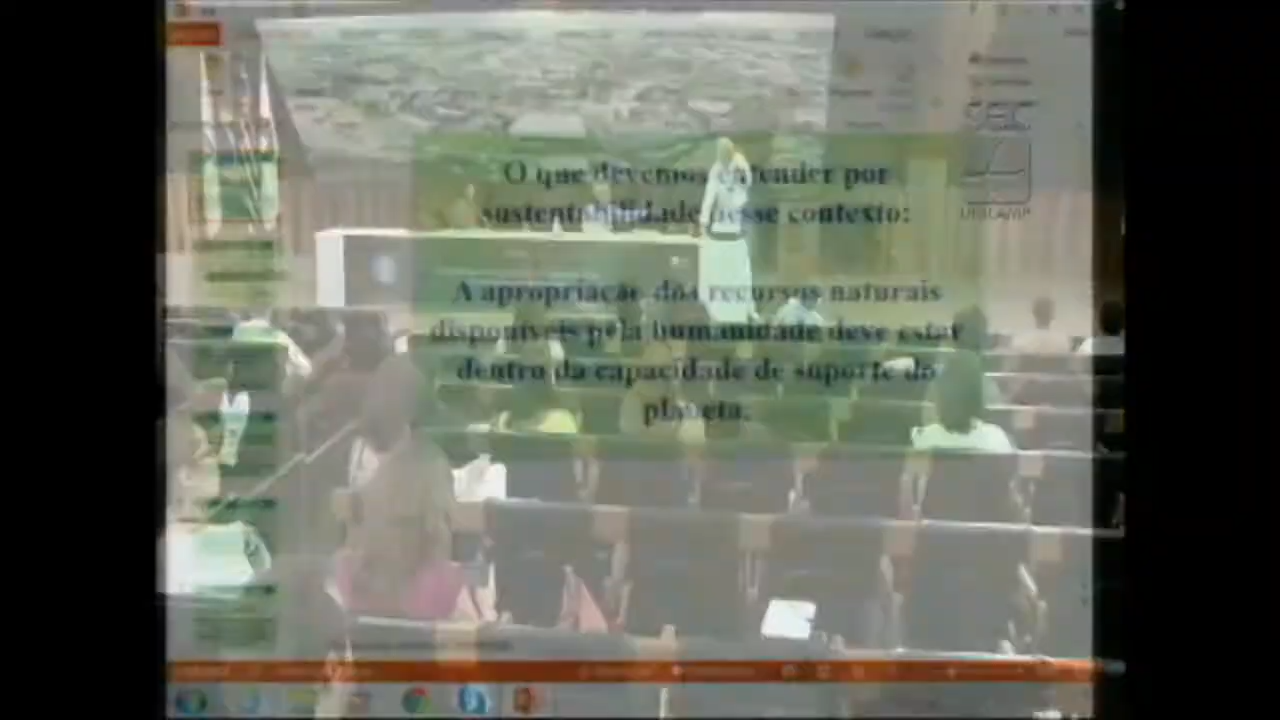 O que devemos entender por
sustentabilidade nesse contexto:
A apropriação dos recursos naturais
disponíveis pela humanidade deve estar
dentro da capacidade de suporte do
planeta.
UNICAMP